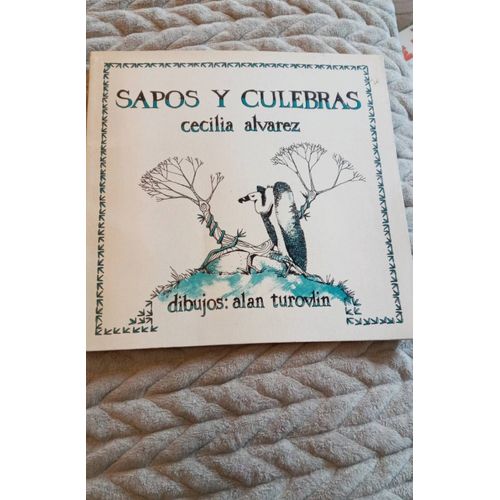 SAPOS Y CULEBRAS
cecilia alvarez
dibujos: alan turovlin